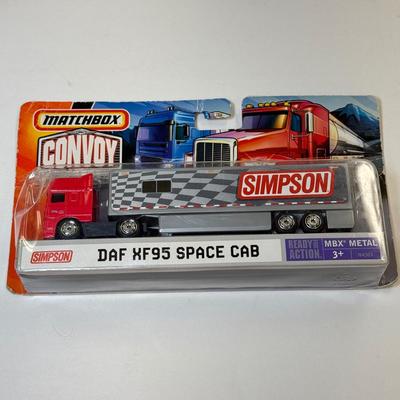 MATCHBOX
CONVOY
SIMPSON
SIMPSON
DAF XF95 SPACE CAB
READY FOR ACTION
MBX METAL
3+